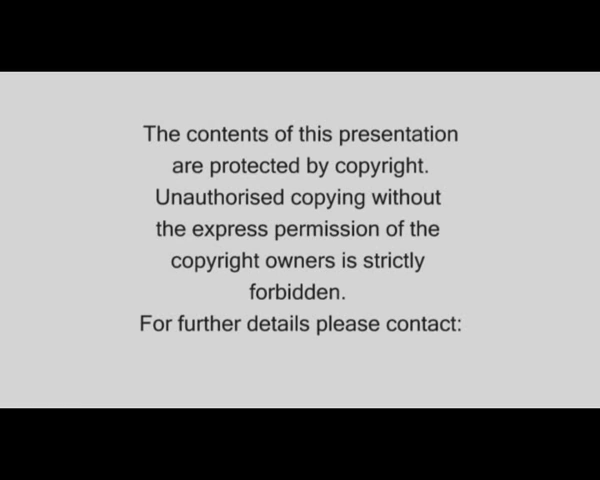 The contents of this presentation
are protected by copyright.
Unauthorised copying without
the express permission of the
copyright owners is strictly
forbidden.
For further details please contact: